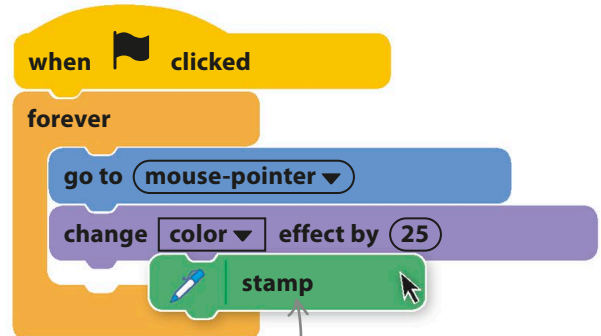 when clicked
forever
go to mouse-pointer
change color effect by 25
stamp